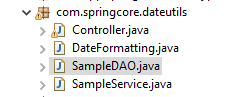 com.springcore.dateutils
Controller.java
DateFormatting.java
SampleDAO.java
SampleService.java